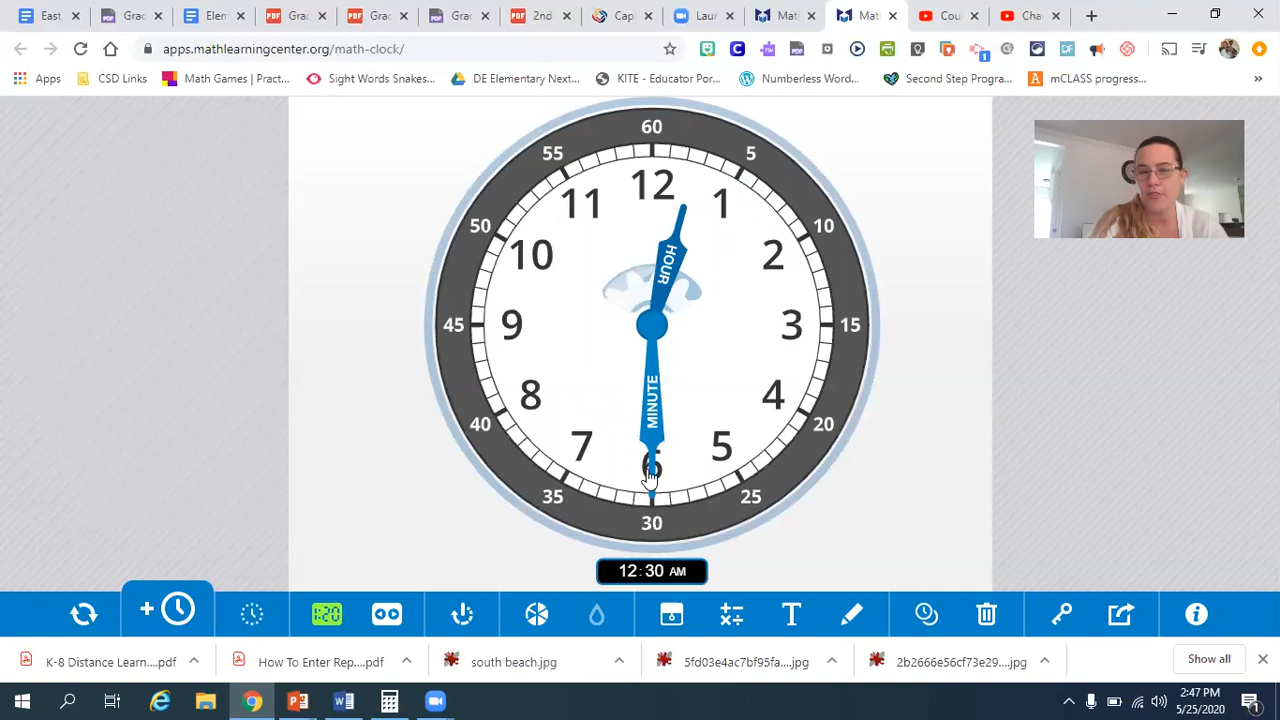 East
Grac
Elem
Grac
Grac
Gra
2nd
Cap
Lau
Mat
Mat
Cou
Cha
apps.mathlearningcenter.org/math-clock/
Apps
CSD Links
Math Games | Pract...
Sight Words Snakes...
DE Elementary Next...
KITE - Educator Por...
Numberless Word...
Second Step Progra...
mCLASS progress...
60
55
5
12
11
1
50
10
10
2
HOUR
45
9
3
15
MINUTE
8
4
40
20
7
5
6
35
25
30
12:30 AM
1:20
K-8 Distance Learn....pdf
How To Enter Rep....pdf
south beach.jpg
5fd03e4ac7bf95fa....jpg
2b2666e56cf73e29....jpg
Show all
2:47 PM
5/25/2020